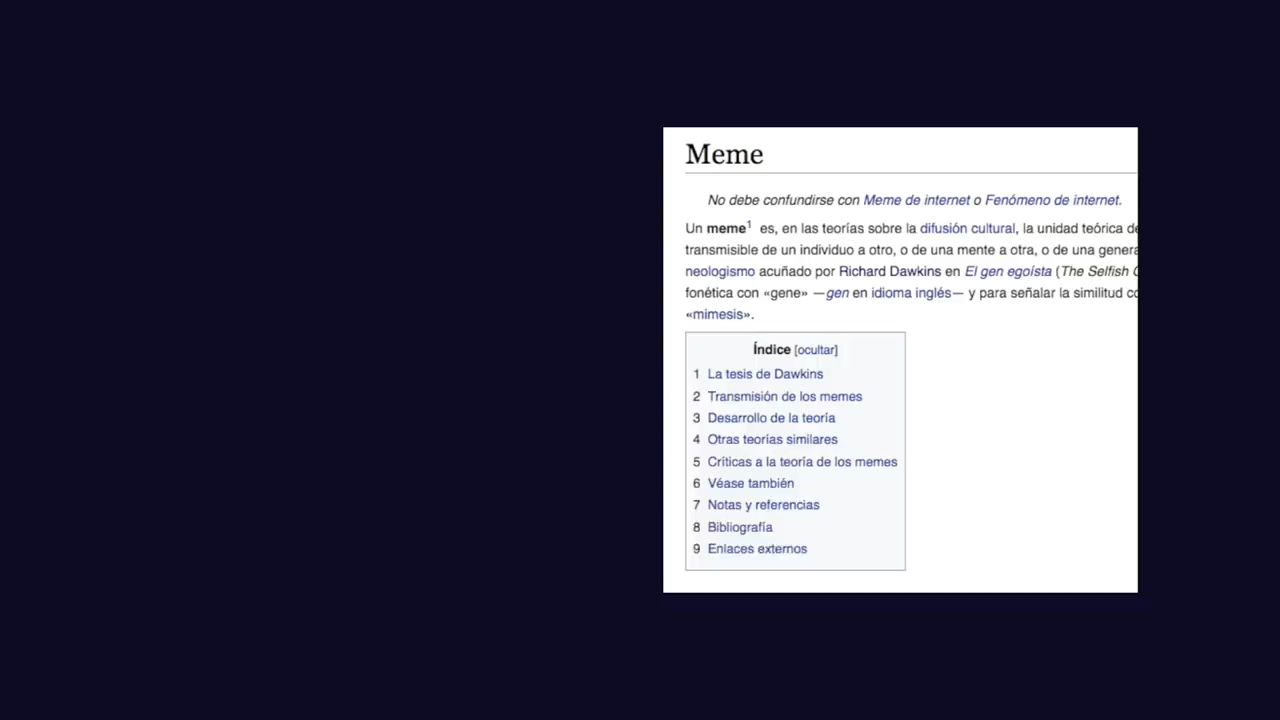 Meme
No debe confundirse con Meme de internet o Fenómeno de internet.
Un meme1 es, en las teorías sobre la difusión cultural, la unidad teórica de
transmisible de un individuo a otro, o de una mente a otra, o de una genera
neologismo acuñado por Richard Dawkins en El gen egoísta (The Selfish G
fonética con «gene» —gen en idioma inglés— y para señalar la similitud co
«mimesis».
Índice [ocultar]
1 La tesis de Dawkins
2 Transmisión de los memes
3 Desarrollo de la teoría
4 Otras teorías similares
5 Críticas a la teoría de los memes
6 Véase también
7 Notas y referencias
8 Bibliografía
9 Enlaces externos